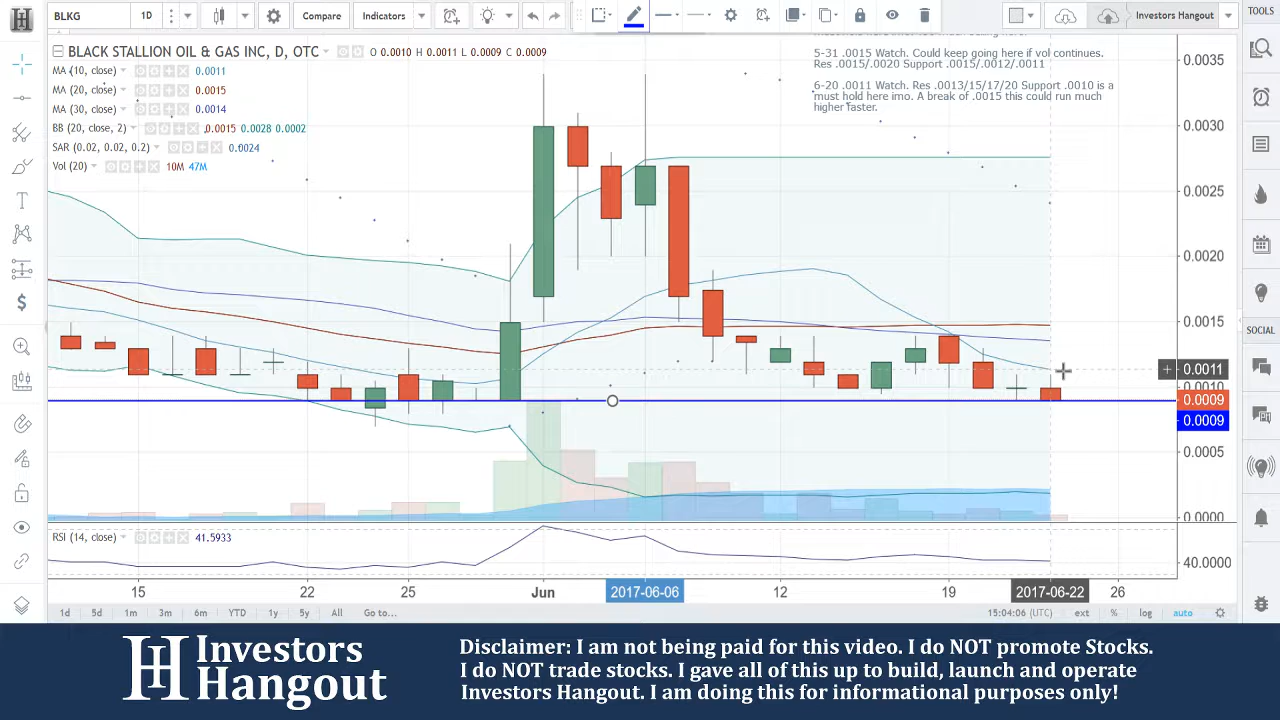 BLKG 1D Compare Indicators Investors Hangout TOOLS
BLACK STALLION OIL & GAS INC, D, OTC O 0.0010 H 0.0011 L 0.0009 C 0.0009
MA (10, close) 0.0011
MA (20, close) 0.0015
MA (30, close) 0.0014
BB (20, close, 2) 0.0015 0.0028 0.0002
SAR (0.02, 0.02, 0.2) 0.0024
Vol (20) 10M 47M
5-31 .0015 Watch. Could keep going here if vol continues.
Res .0015/.0020 Support .0015/.0012/.0011
6-20 .0011 Watch. Res .0013/15/17/20 Support .0010 is a
must hold here imo. A break of .0015 this could run much
higher faster.
0.0035
0.0030
0.0025
0.0020
0.0015
0.0011
0.0010
0.0009
0.0009
0.0005
0.0000
SOCIAL
RSI (14, close) 41.5933
40.0000
15 22 25 Jun 2017-06-06 12 19 2017-06-22 26
1d 5d 1m 3m 6m YTD 1y 5y All Go to... 15:04:06 (UTC) ext % log auto
Investors
Hangout
Disclaimer: I am not being paid for this video. I do NOT promote Stocks.
I do NOT trade stocks. I gave all of this up to build, launch and operate
Investors Hangout. I am doing this for informational purposes only!